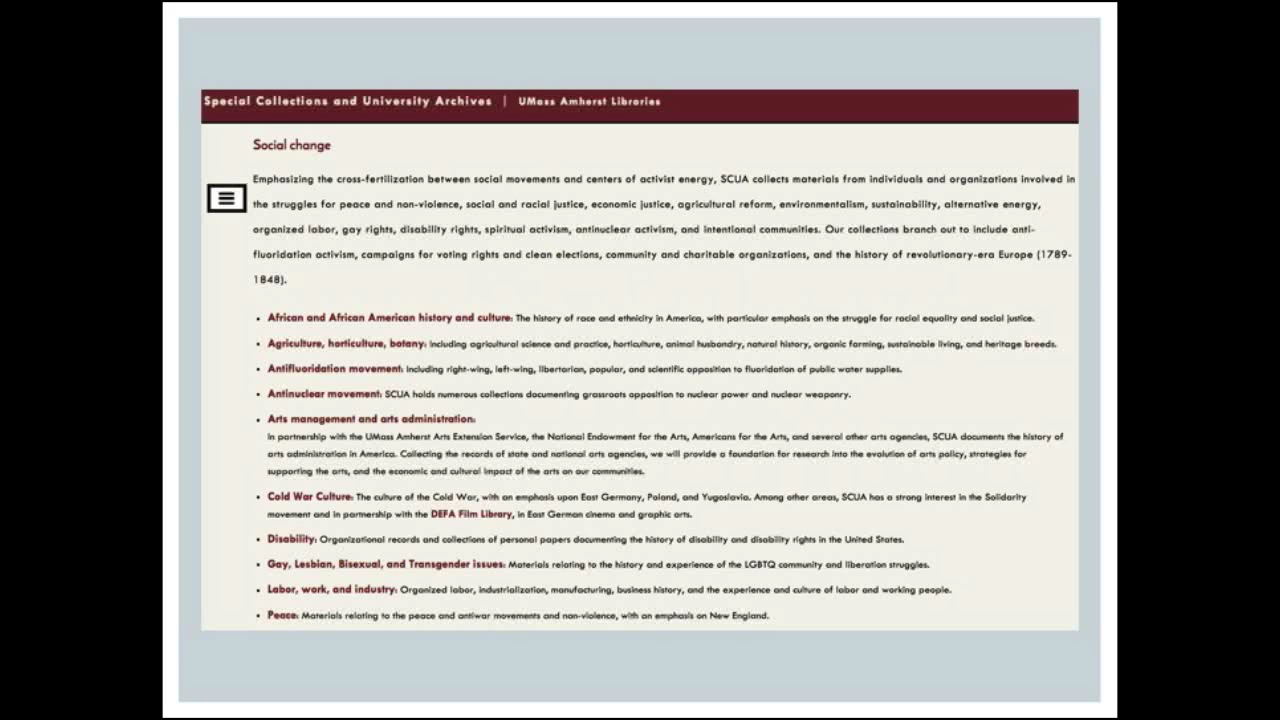 Special Collections and University Archives | UMass Amherst Libraries
Social change
Emphasizing the cross-fertilization between social movements and centers of activist energy, SCUA collects materials from individuals and organizations involved in
the struggles for peace and non-violence, social and racial justice, economic justice, agricultural reform, environmentalism, sustainability, alternative energy,
organized labor, gay rights, disability rights, spiritual activism, antinuclear activism, and intentional communities. Our collections branch out to include anti-
fluoridation activism, campaigns for voting rights and clean elections, community and charitable organizations, and the history of revolutionary-era Europe (1789-
1848).
• African and African American history and culture: The history of race and ethnicity in America, with particular emphasis on the struggle for racial equality and social justice.
• Agriculture, horticulture, botany: Including agricultural science and practice, horticulture, animal husbandry, natural history, organic farming, sustainable living, and heritage breeds.
• Antifluoridation movement: Including right-wing, left-wing, libertarian, popular, and scientific opposition to fluoridation of public water supplies.
• Antinuclear movement: SCUA holds numerous collections documenting grassroots opposition to nuclear power and nuclear weaponry.
• Arts management and arts administration:
In partnership with the UMass Amherst Arts Extension Service, the National Endowment for the Arts, Americans for the Arts, and several other arts agencies, SCUA documents the history of
arts administration in America. Collecting the records of state and national arts agencies, we will provide a foundation for research into the evolution of arts policy, strategies for
supporting the arts, and the economic and cultural impact of the arts on our communities.
• Cold War Culture: The culture of the Cold War, with an emphasis upon East Germany, Poland, and Yugoslavia. Among other areas, SCUA has a strong interest in the Solidarity
movement and in partnership with the DEFA Film Library, in East German cinema and graphic arts.
• Disability: Organizational records and collections of personal papers documenting the history of disability and disability rights in the United States.
• Gay, Lesbian, Bisexual, and Transgender issues: Materials relating to the history and experience of the LGBTQ community and liberation struggles.
• Labor, work, and industry: Organized labor, industrialization, manufacturing, business history, and the experience and culture of labor and working people.
• Peace: Materials relating to the peace and antiwar movements and non-violence, with an emphasis on New England.